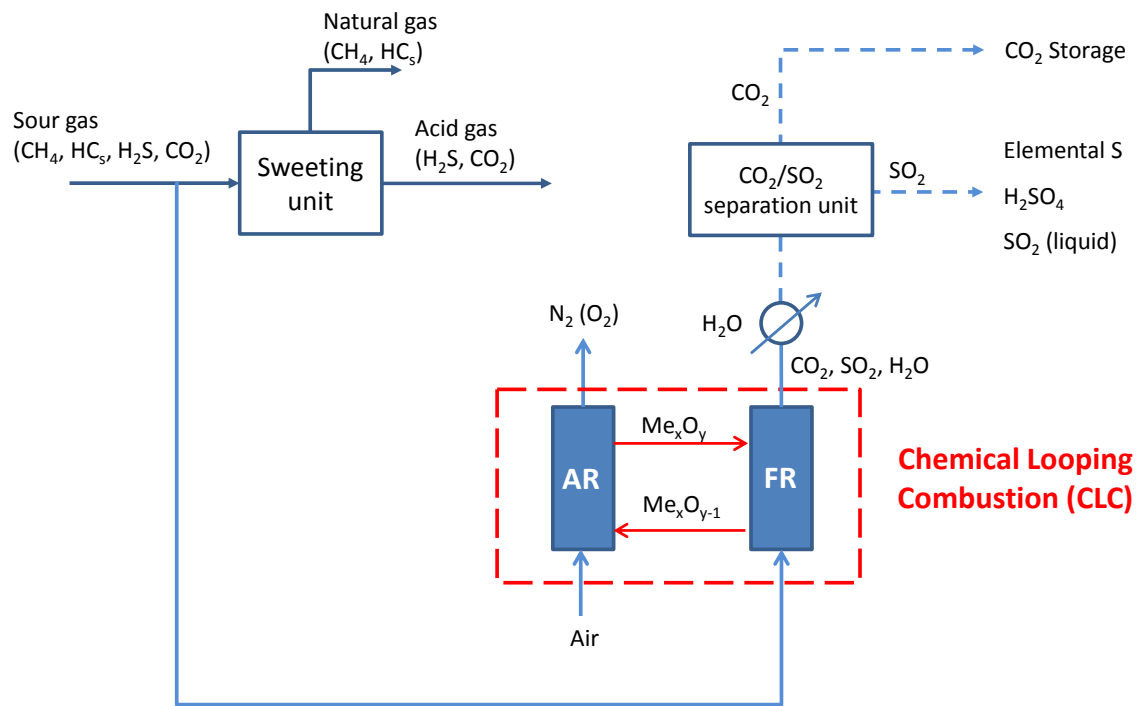 Natural gas
(CH₄, HCₛ)
Sour gas
(CH₄, HCₛ, H₂S, CO₂)
Sweeting
unit
Acid gas
(H₂S, CO₂)
CO₂ Storage
CO₂
CO₂/SO₂
separation unit
SO₂
Elemental S
H₂SO₄
SO₂ (liquid)
N₂ (O₂)
H₂O
CO₂, SO₂, H₂O
MeₓOᵧ
AR
FR
MeₓOᵧ₋₁
Air
Chemical Looping
Combustion (CLC)